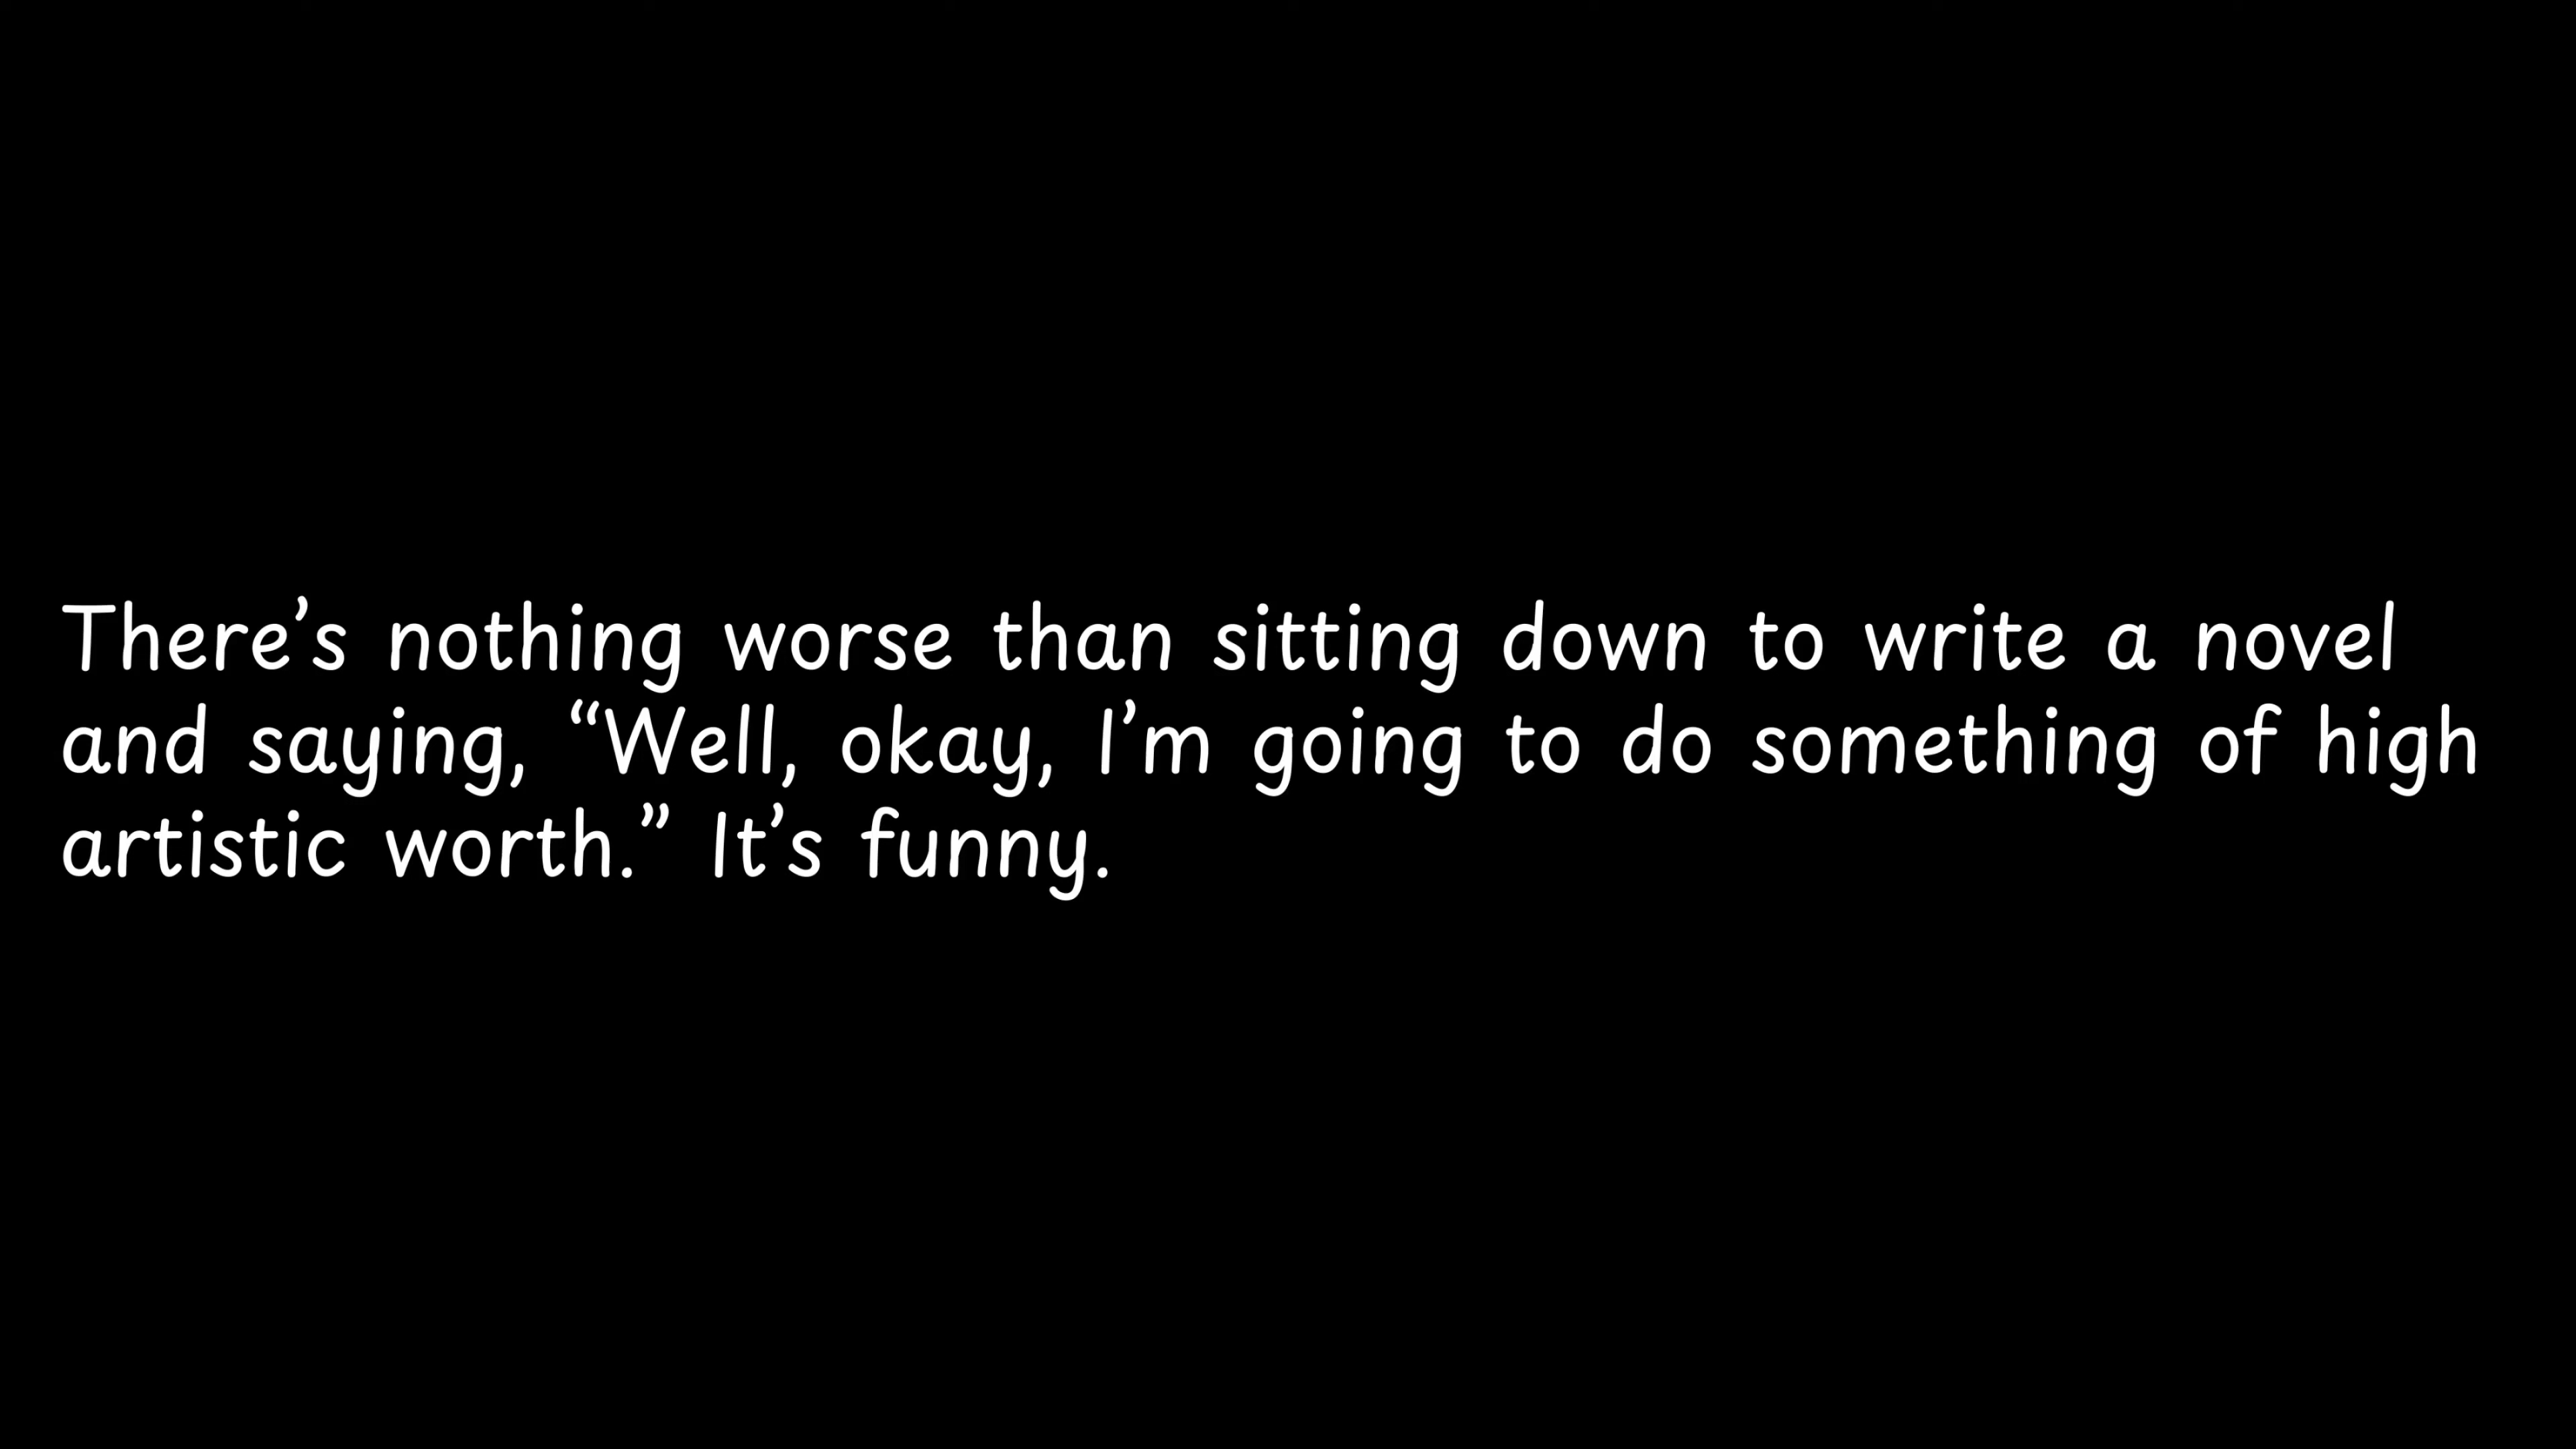 There’s nothing worse than sitting down to write a novel
and saying, “Well, okay, I’m going to do something of high
artistic worth.” It’s funny.